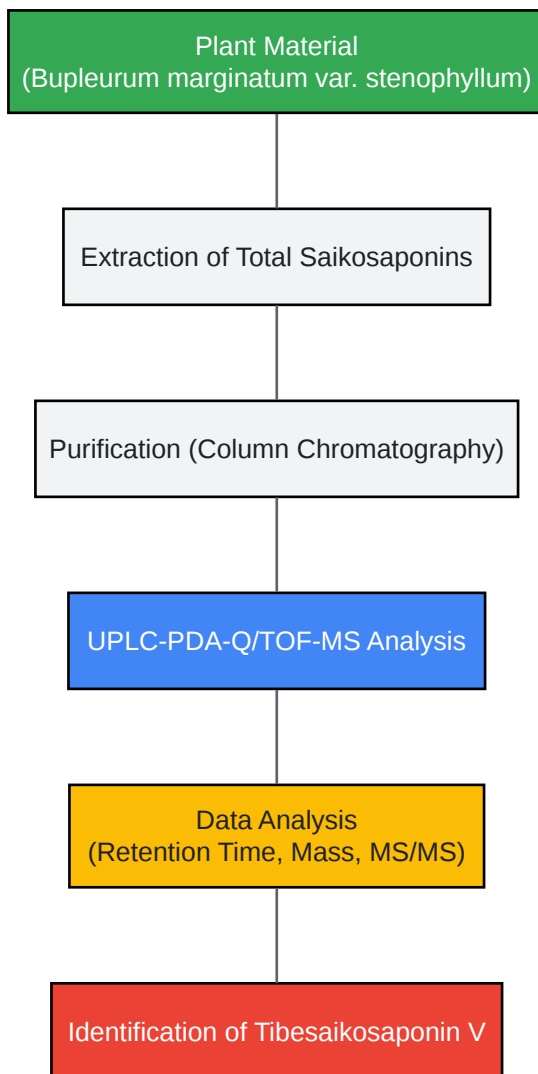 Plant Material
(Bupleurum marginatum var. stenophyllum)
Extraction of Total Saikosaponins
Purification (Column Chromatography)
UPLC-PDA-Q/TOF-MS Analysis
Data Analysis
(Retention Time, Mass, MS/MS)
Identification of Tibesaikosaponin V